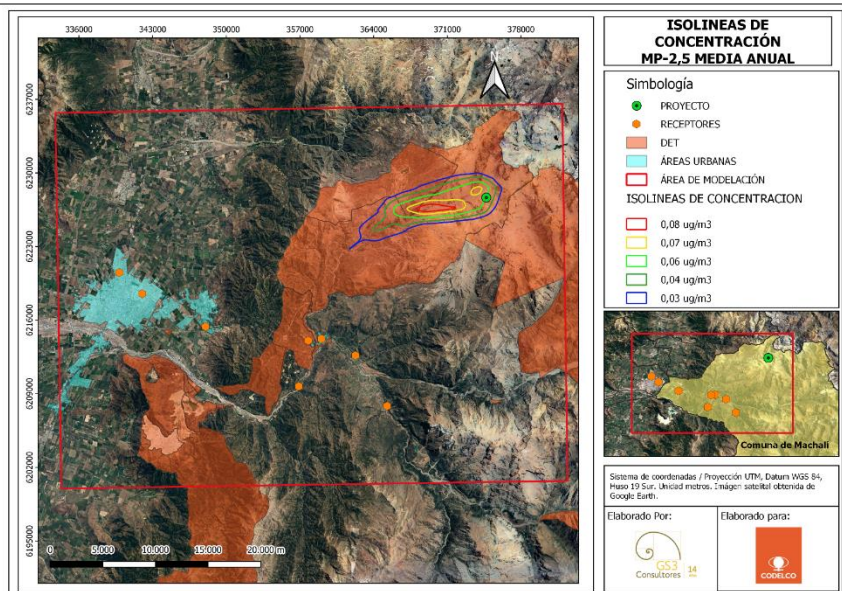 336000
343000
350000
357000
364000
371000
378000
N
6237000
6230000
6223000
6216000
6209000
6202000
6195000
0
5.000
10.000
15.000
20.000 m
ISOLINEAS DE
CONCENTRACIÓN
MP-2,5 MEDIA ANUAL
Simbología
PROYECTO
RECEPTORES
DET
ÁREAS URBANAS
ÁREA DE MODELACIÓN
ISOLINEAS DE CONCENTRACION
0,08 ug/m3
0,07 ug/m3
0,06 ug/m3
0,04 ug/m3
0,03 ug/m3
Comuna de Machalí
Sistema de coordenadas / Proyección UTM, Datum WGS 84,
Huso 19 Sur. Unidad metros. Imágen satelital obtenida de
Google Earth.
Elaborado Por:
GS3
Consultores
14
Elaborado para:
CODELCO